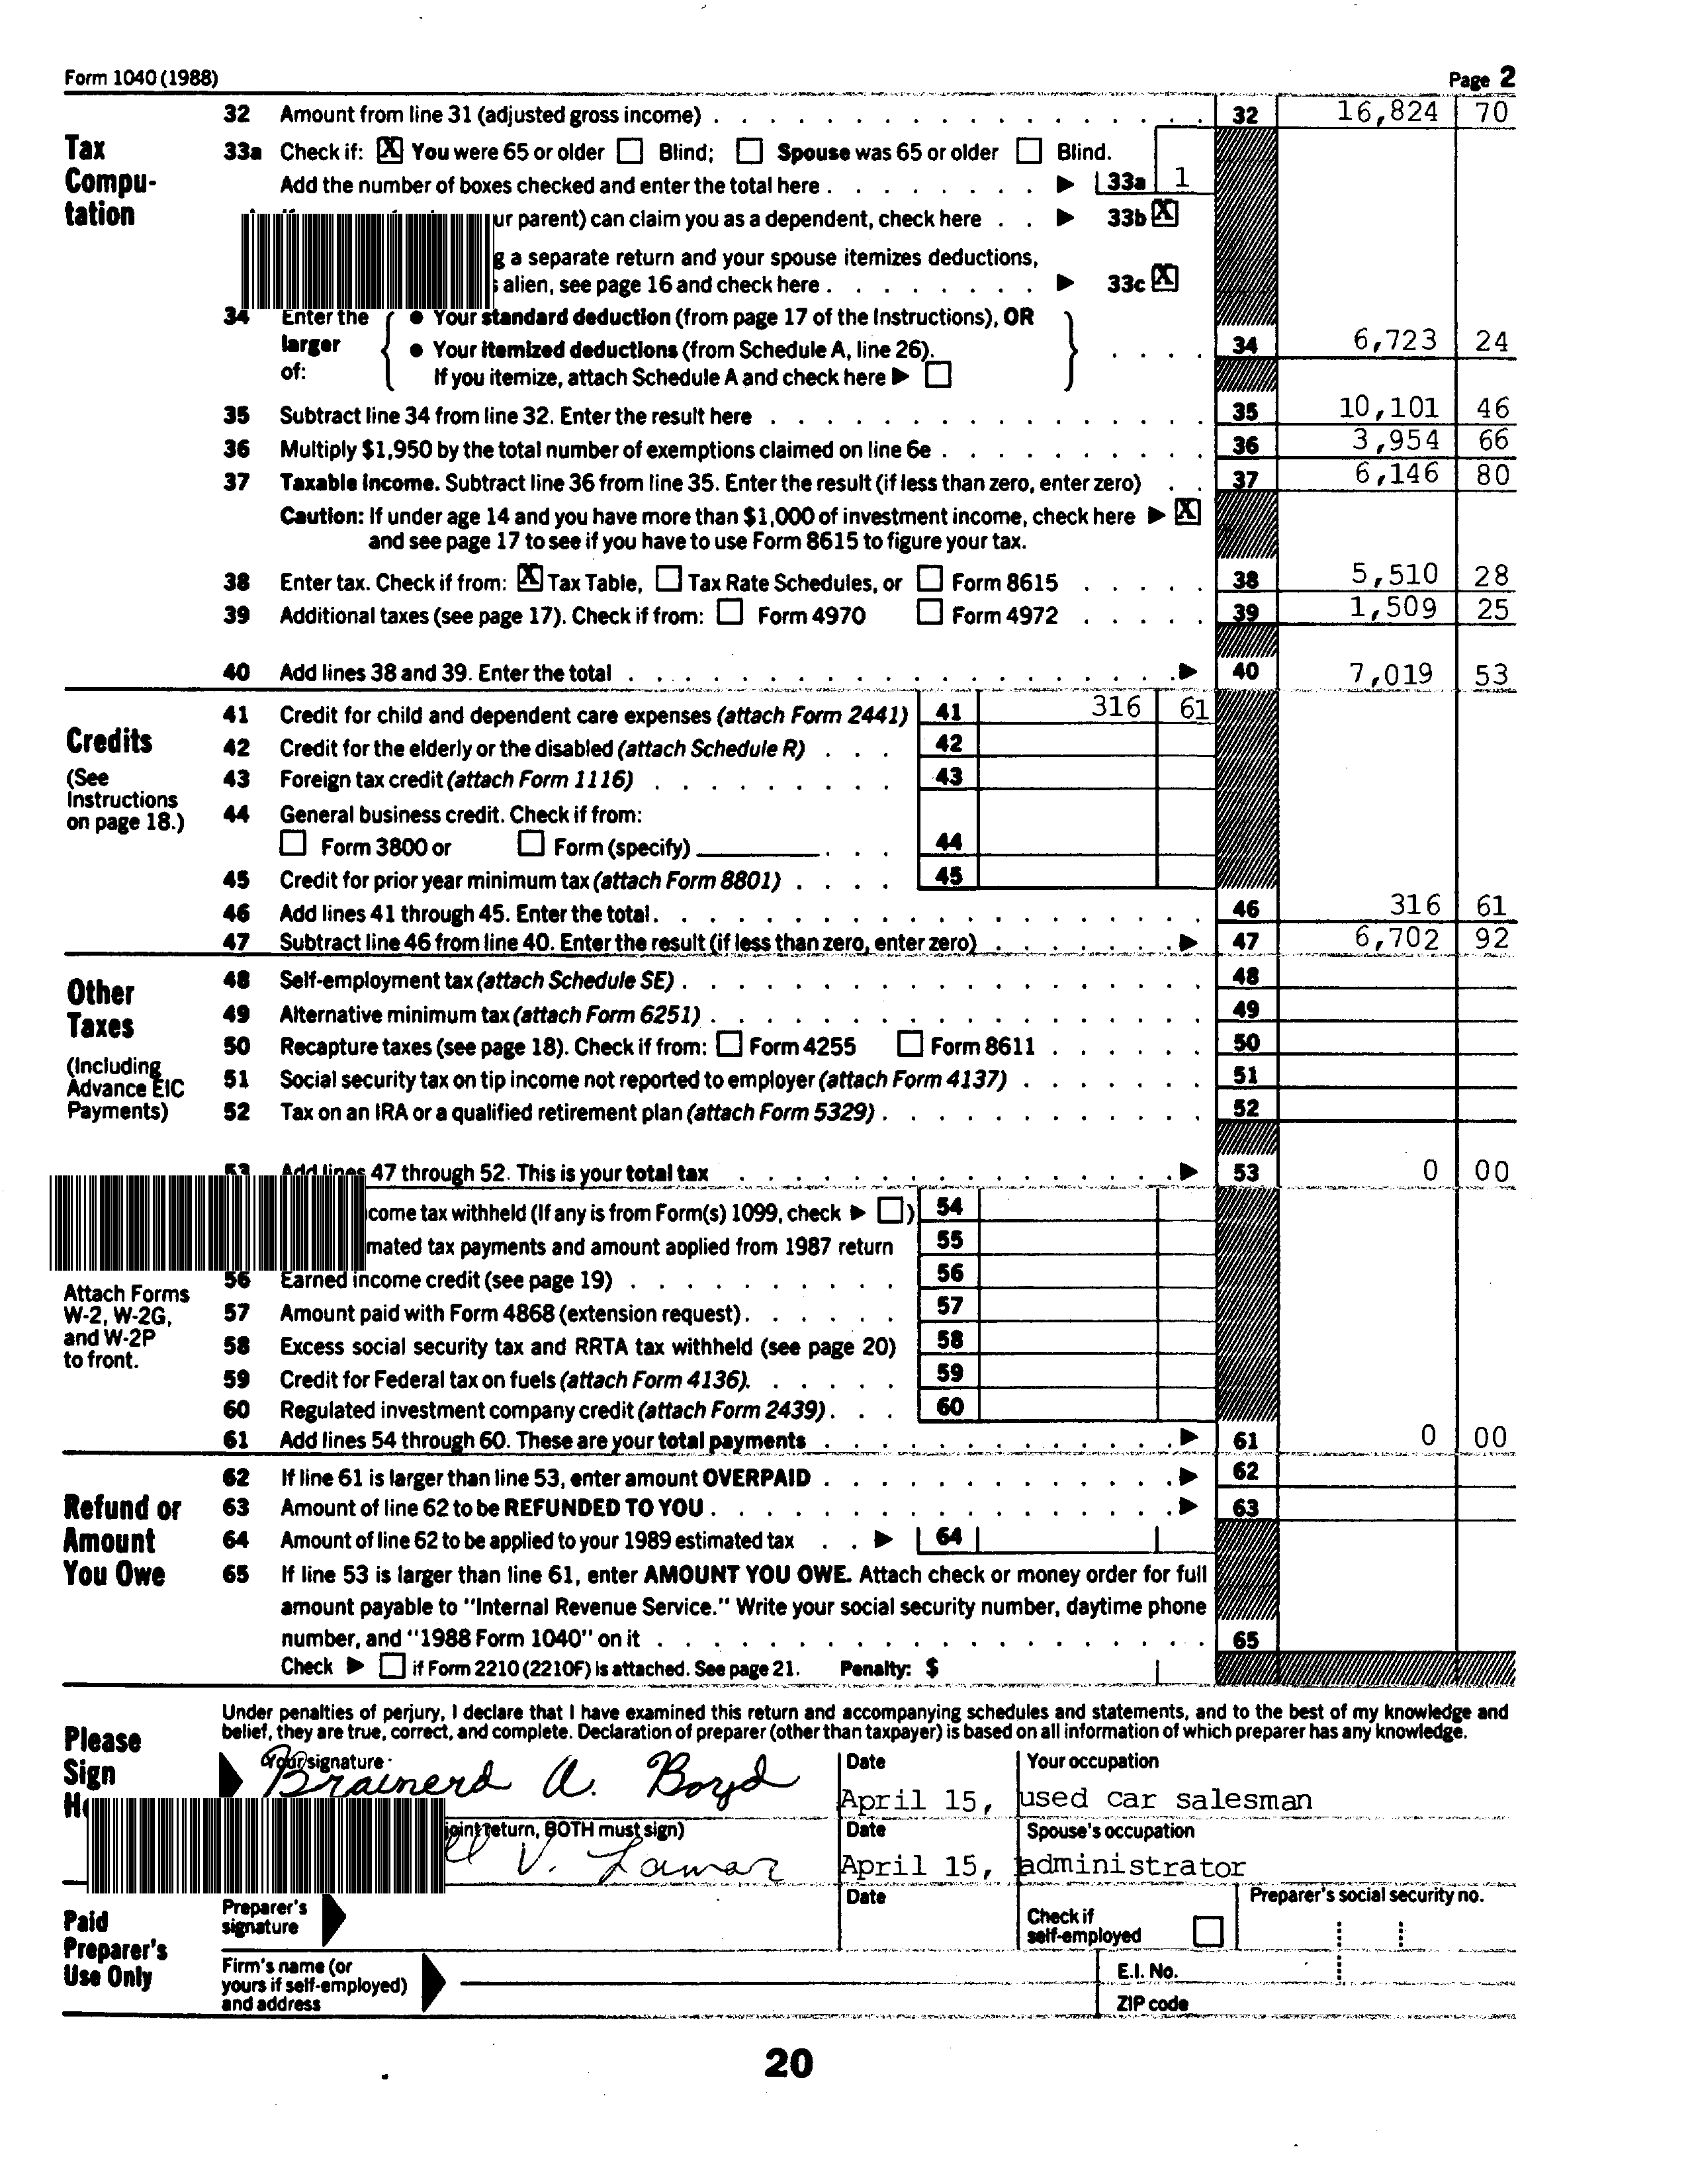 Form 1040 (1988) Page 2
32 Amount from line 31 (adjusted gross income) 32 16,824 70
Tax Compu-tation
33a Check if: X You were 65 or older Blind; Spouse was 65 or older Blind.
Add the number of boxes checked and enter the total here 33a 1
ur parent) can claim you as a dependent, check here 33b X
g a separate return and your spouse itemizes deductions,
alien, see page 16 and check here 33c X
34 Enter the larger of: { ● Your standard deduction (from page 17 of the Instructions), OR
● Your itemized deductions (from Schedule A, line 26). 34 6,723 24
If you itemize, attach Schedule A and check here
35 Subtract line 34 from line 32. Enter the result here 35 10,101 46
36 Multiply $1,950 by the total number of exemptions claimed on line 6e 36 3,954 66
37 Taxable income. Subtract line 36 from line 35. Enter the result (if less than zero, enter zero) 37 6,146 80
Caution: If under age 14 and you have more than $1,000 of investment income, check here ▶ X
and see page 17 to see if you have to use Form 8615 to figure your tax.
38 Enter tax. Check if from: X Tax Table, Tax Rate Schedules, or Form 8615 38 5,510 28
39 Additional taxes (see page 17). Check if from: Form 4970 Form 4972 39 1,509 25
40 Add lines 38 and 39. Enter the total ▶ 40 7,019 53
Credits
(See Instructions on page 18.)
41 Credit for child and dependent care expenses (attach Form 2441) 41 316 61
42 Credit for the elderly or the disabled (attach Schedule R) 42
43 Foreign tax credit (attach Form 1116) 43
44 General business credit. Check if from:
Form 3800 or Form (specify) 44
45 Credit for prior year minimum tax (attach Form 8801) 45
46 Add lines 41 through 45. Enter the total 46 316 61
47 Subtract line 46 from line 40. Enter the result (if less than zero, enter zero) ▶ 47 6,702 92
Other Taxes
(Including Advance EIC Payments)
48 Self-employment tax (attach Schedule SE) 48
49 Alternative minimum tax (attach Form 6251) 49
50 Recapture taxes (see page 18). Check if from: Form 4255 Form 8611 50
51 Social security tax on tip income not reported to employer (attach Form 4137) 51
52 Tax on an IRA or a qualified retirement plan (attach Form 5329) 52
53 Add lines 47 through 52. This is your total tax ▶ 53 0 00
come tax withheld (If any is from Form(s) 1099, check ▶ ) 54
mated tax payments and amount applied from 1987 return 55
56 Earned income credit (see page 19) 56
Attach Forms W-2, W-2G, and W-2P to front.
57 Amount paid with Form 4868 (extension request) 57
58 Excess social security tax and RRTA tax withheld (see page 20) 58
59 Credit for Federal tax on fuels (attach Form 4136) 59
60 Regulated investment company credit (attach Form 2439) 60
61 Add lines 54 through 60. These are your total payments ▶ 61 0 00
Refund or Amount You Owe
62 If line 61 is larger than line 53, enter amount OVERPAID ▶ 62
63 Amount of line 62 to be REFUNDED TO YOU ▶ 63
64 Amount of line 62 to be applied to your 1989 estimated tax ▶ 64
65 If line 53 is larger than line 61, enter AMOUNT YOU OWE. Attach check or money order for full
amount payable to "Internal Revenue Service." Write your social security number, daytime phone
number, and "1988 Form 1040" on it 65
Check ▶ if Form 2210 (2210F) is attached. See page 21. Penalty: $
Please Sign
Under penalties of perjury, I declare that I have examined this return and accompanying schedules and statements, and to the best of my knowledge and
belief, they are true, correct, and complete. Declaration of preparer (other than taxpayer) is based on all information of which preparer has any knowledge.
Your signature Date Your occupation
Brainerd A. Boyd April 15, used car salesman
joint return, BOTH must sign) Date Spouse's occupation
V. Lamar April 15, administrator
Paid Preparer's Use Only
Preparer's signature Date Check if self-employed Preparer's social security no.
Firm's name (or yours if self-employed) and address E.I. No.
ZIP code
20